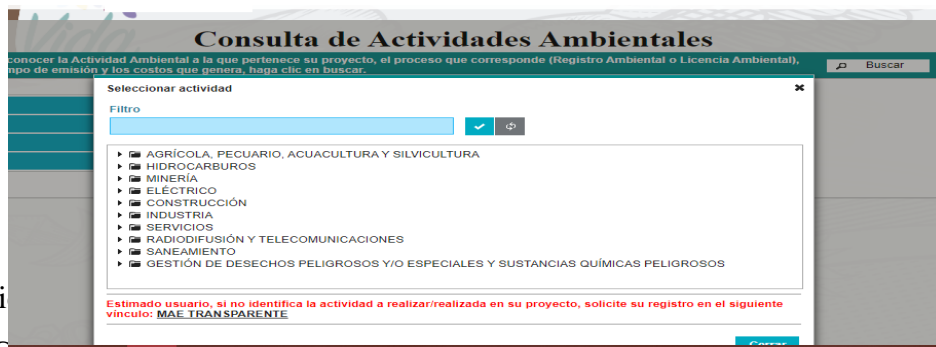 Vida
Consulta de Actividades Ambientales
conocer la Actividad Ambiental a la que pertenece su proyecto, el proceso que corresponde (Registro Ambiental o Licencia Ambiental),
mpo de emisión y los costos que genera, haga clic en buscar.
Buscar
Seleccionar actividad
Filtro
AGRÍCOLA, PECUARIO, ACUACULTURA Y SILVICULTURA
HIDROCARBUROS
MINERÍA
ELÉCTRICO
CONSTRUCCIÓN
INDUSTRIA
SERVICIOS
RADIODIFUSIÓN Y TELECOMUNICACIONES
SANEAMIENTO
GESTIÓN DE DESECHOS PELIGROSOS Y/O ESPECIALES Y SUSTANCIAS QUÍMICAS PELIGROSOS
Estimado usuario, si no identifica la actividad a realizar/realizada en su proyecto, solicite su registro en el siguiente
vínculo: MAE TRANSPARENTE
Cerrar